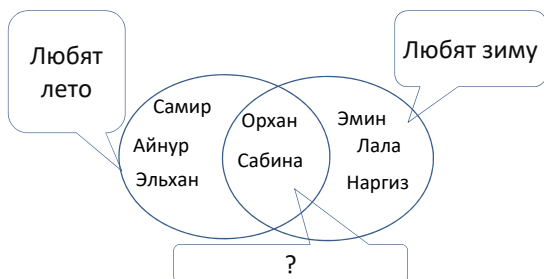 Любят
лето
Любят зиму
Самир
Айнур
Эльхан
Орхан
Сабина
Эмин
Лала
Наргиз
?